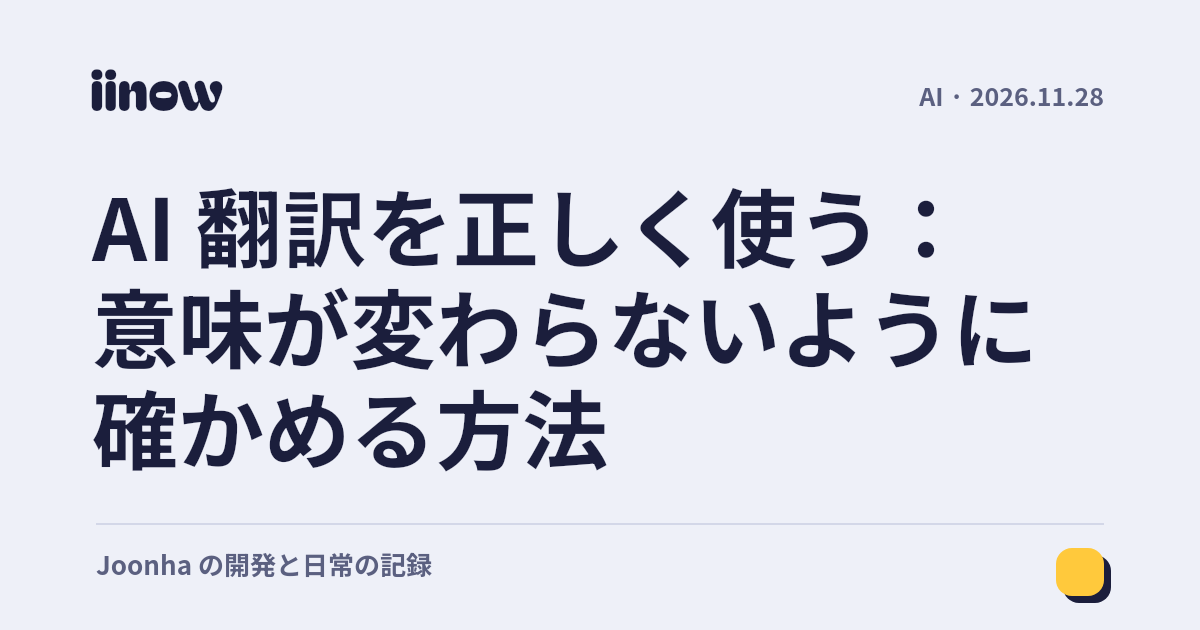 iinow
AI · 2026.11.28
AI 翻訳を正しく使う：
意味が変わらないように
確かめる方法
Joonha の開発と日常の記録